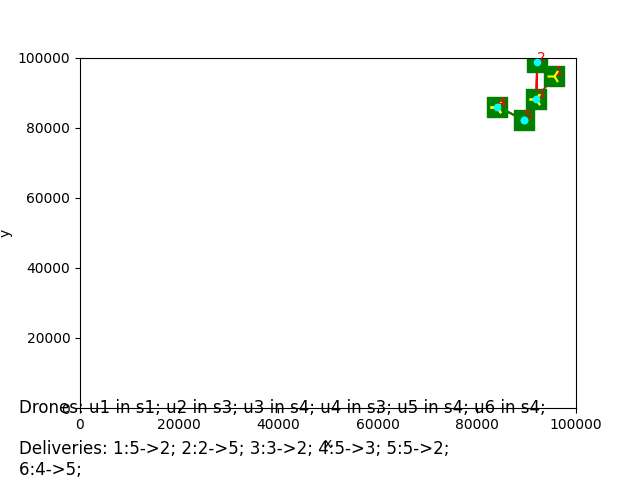 2
100000
80000
60000
40000
20000
0
y
0 20000 40000 60000 80000 100000
x
Drones: u1 in s1; u2 in s3; u3 in s4; u4 in s3; u5 in s4; u6 in s4;
Deliveries: 1:5->2; 2:2->5; 3:3->2; 4:5->3; 5:5->2;
6:4->5;